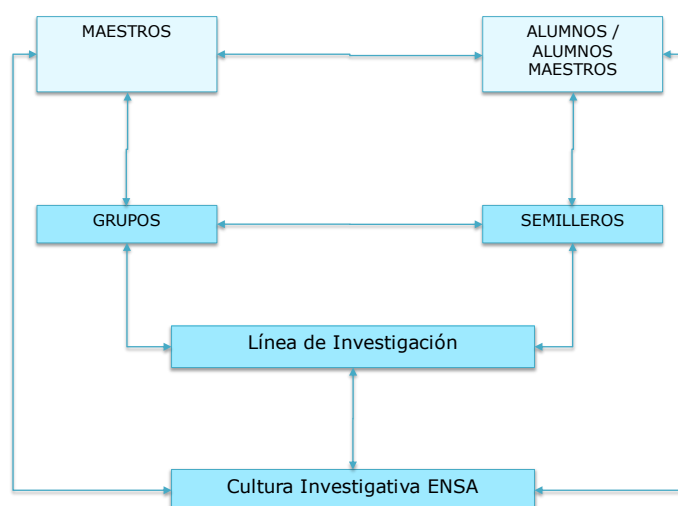 MAESTROS
ALUMNOS /
ALUMNOS
MAESTROS
GRUPOS
SEMILLEROS
Línea de Investigación
Cultura Investigativa ENSA